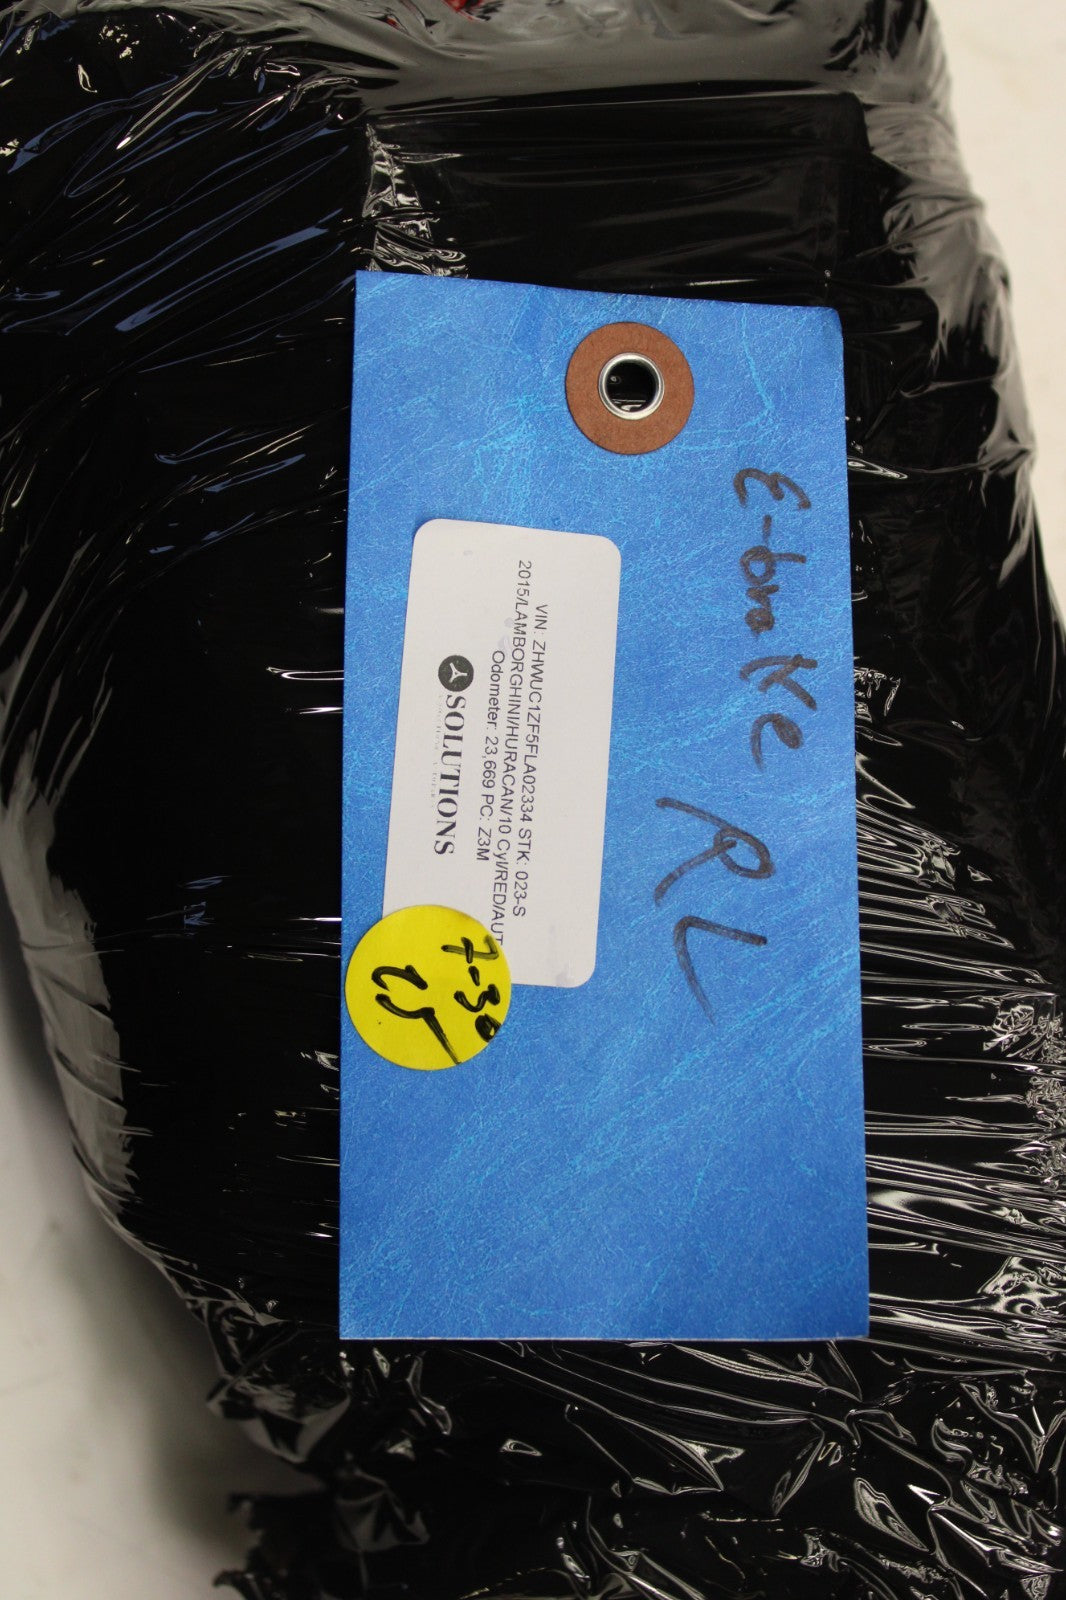 E-brake
RL
VIN: ZHWUC1ZF5FLA02334 STK: 023-S
2015/LAMBORGHINI/HURACAN/10 Cyl/RED/AUT
Odometer: 23,669 PC: Z3M
SOLUTIONS
7-30